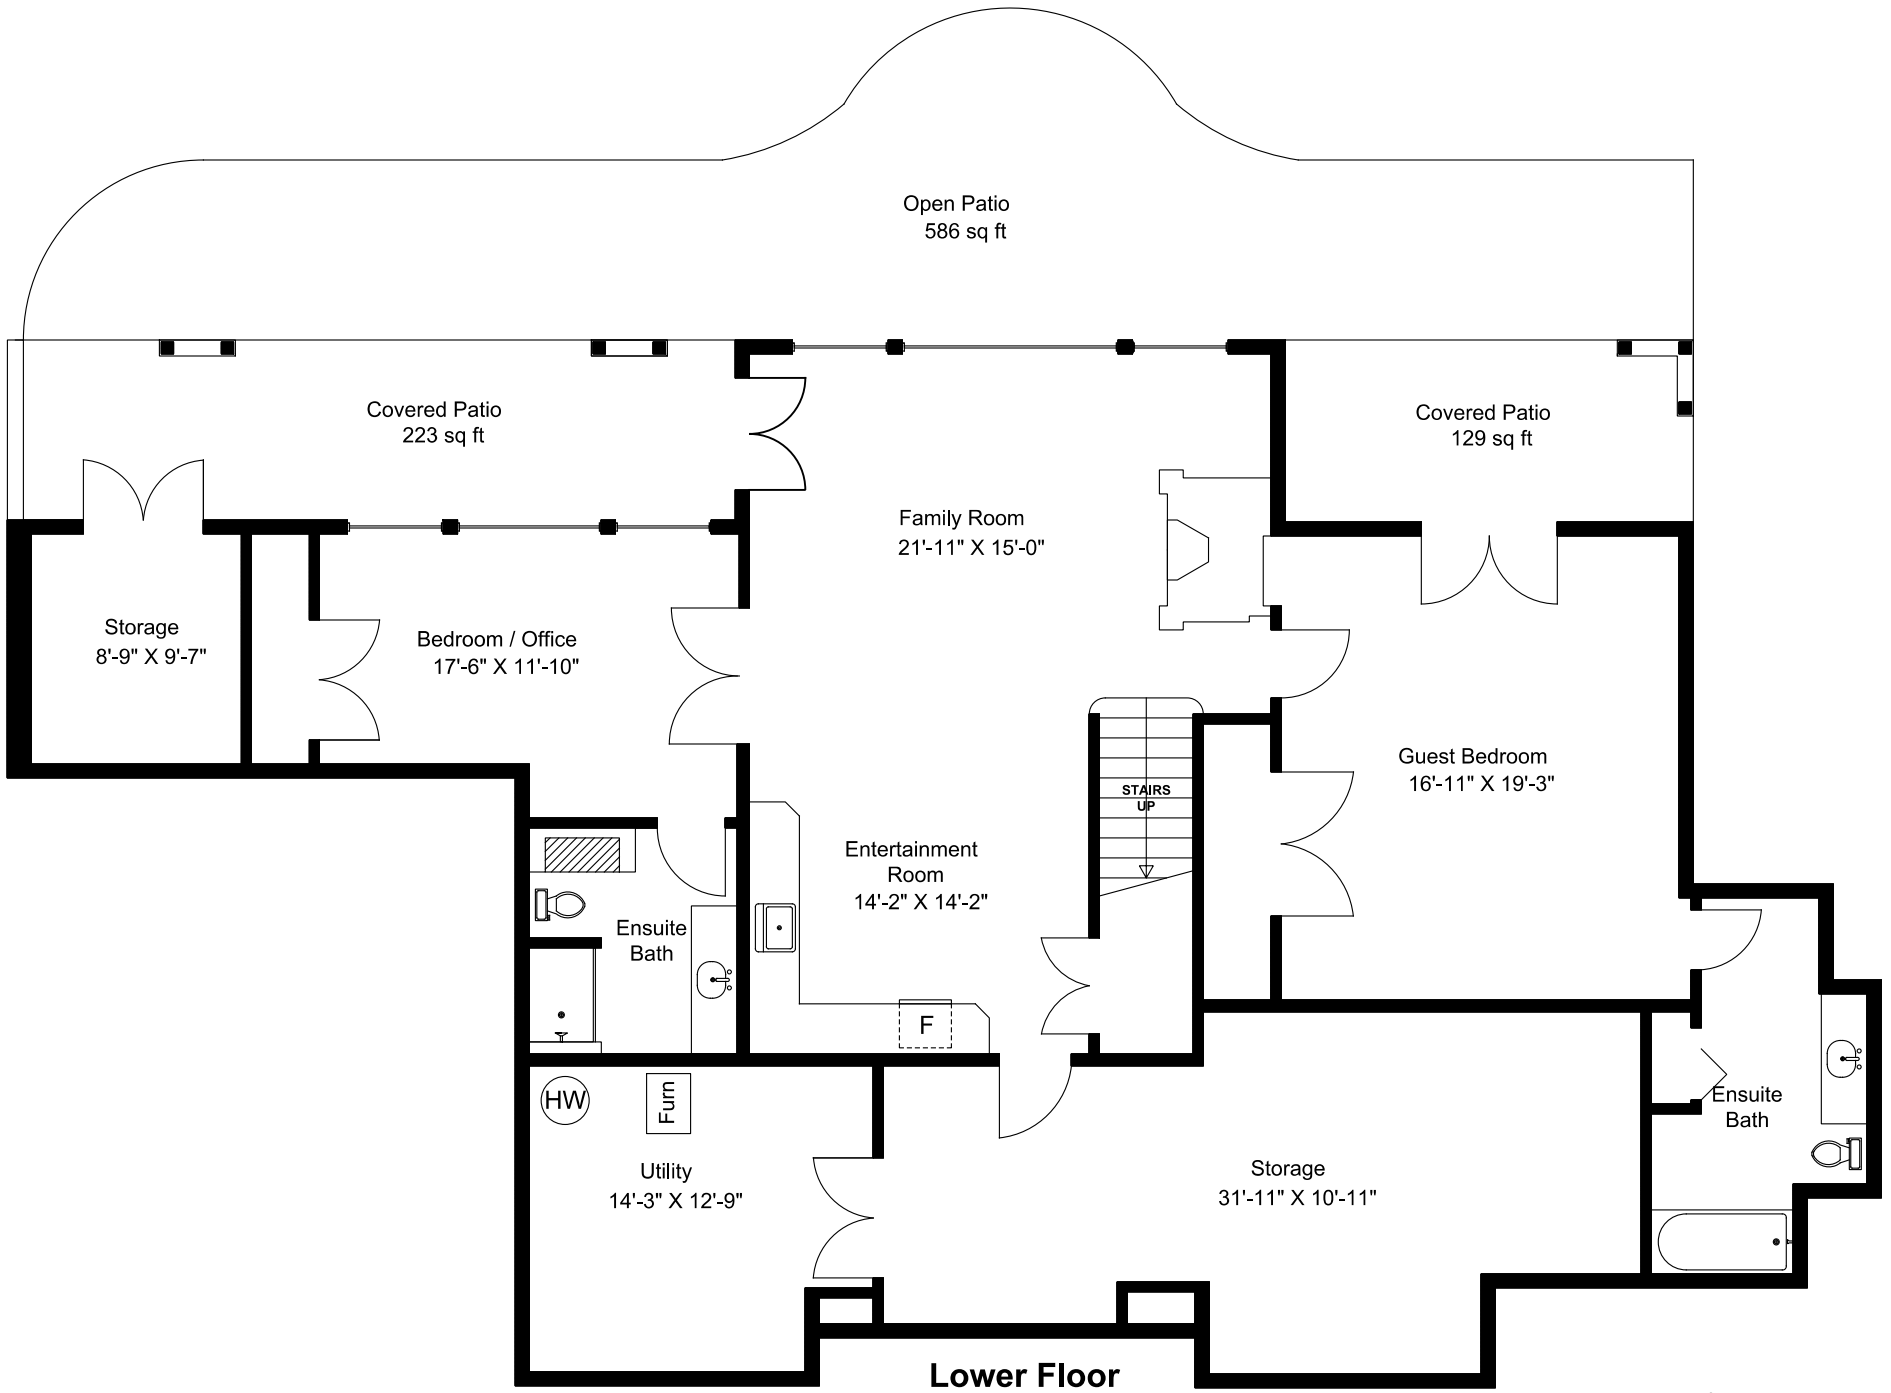 Open Patio
586 sq ft
Covered Patio
223 sq ft
Covered Patio
129 sq ft
Family Room
21'-11" X 15'-0"
Storage
8'-9" X 9'-7"
Bedroom / Office
17'-6" X 11'-10"
Guest Bedroom
16'-11" X 19'-3"
STAIRS
UP
Entertainment
Room
14'-2" X 14'-2"
Ensuite
Bath
F
HW
Furn
Ensuite
Bath
Utility
14'-3" X 12'-9"
Storage
31'-11" X 10'-11"
Lower Floor